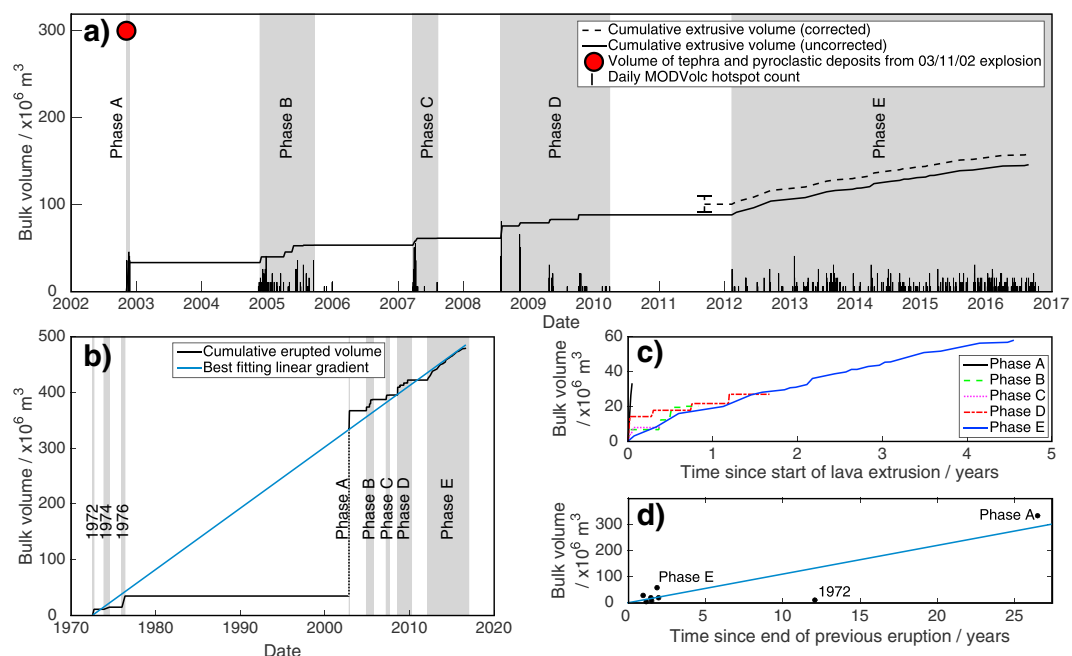 a)
Bulk volume / x10⁶ m³
300
200
100
0
Phase A
Phase B
Phase C
Phase D
Phase E
Cumulative extrusive volume (corrected)
Cumulative extrusive volume (uncorrected)
Volume of tephra and pyroclastic deposits from 03/11/02 explosion
Daily MODVolc hotspot count
2002 2003 2004 2005 2006 2007 2008 2009 2010 2011 2012 2013 2014 2015 2016 2017
Date
b)
Bulk volume / x10⁶ m³
500
400
300
200
100
0
Cumulative erupted volume
Best fitting linear gradient
1972
1974
1976
Phase A
Phase B
Phase C
Phase D
Phase E
1970 1980 1990 2000 2010 2020
Date
c)
Bulk volume
/ x10⁶ m³
60
40
20
0
Phase A
Phase B
Phase C
Phase D
Phase E
0 1 2 3 4 5
Time since start of lava extrusion / years
d)
Bulk volume
/ x10⁶ m³
300
200
100
0
Phase A
Phase E
1972
0 5 10 15 20 25
Time since end of previous eruption / years